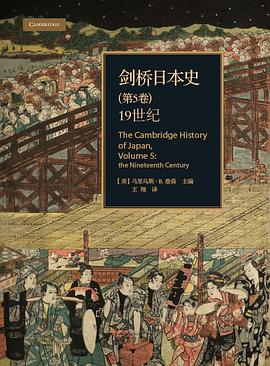 CAMBRIDGE
剑桥日本史
(第5卷)
19世纪
The Cambridge History
of Japan,
Volume 5:
the Nineteenth Century
【英】马里乌斯·B.詹森 主编
王翔 译